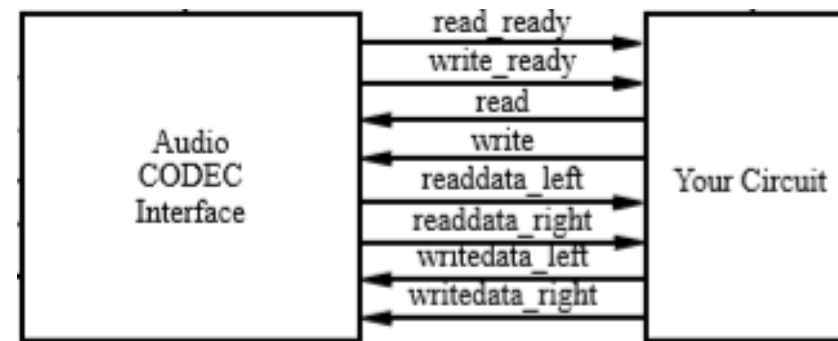 read_ready
write_ready
read
write
readdata_left
readdata_right
writedata_left
writedata_right
Audio
CODEC
Interface
Your Circuit